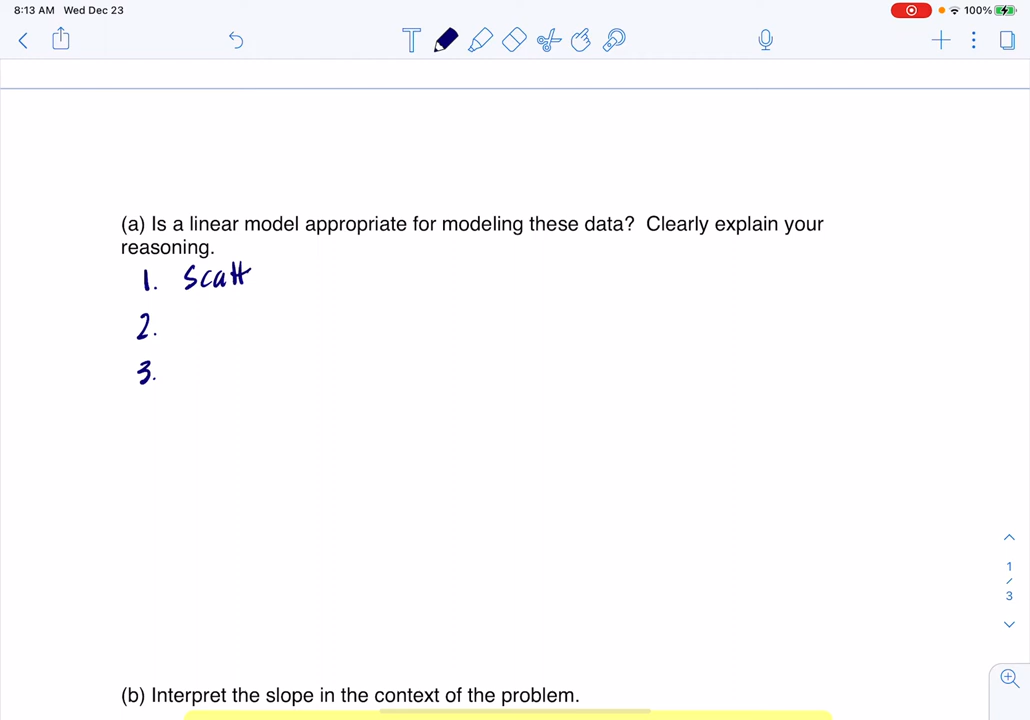 8:13 AM Wed Dec 23
100%
T
(a) Is a linear model appropriate for modeling these data? Clearly explain your
reasoning.
1. Scatt
2.
3.
1
/
3
(b) Interpret the slope in the context of the problem.